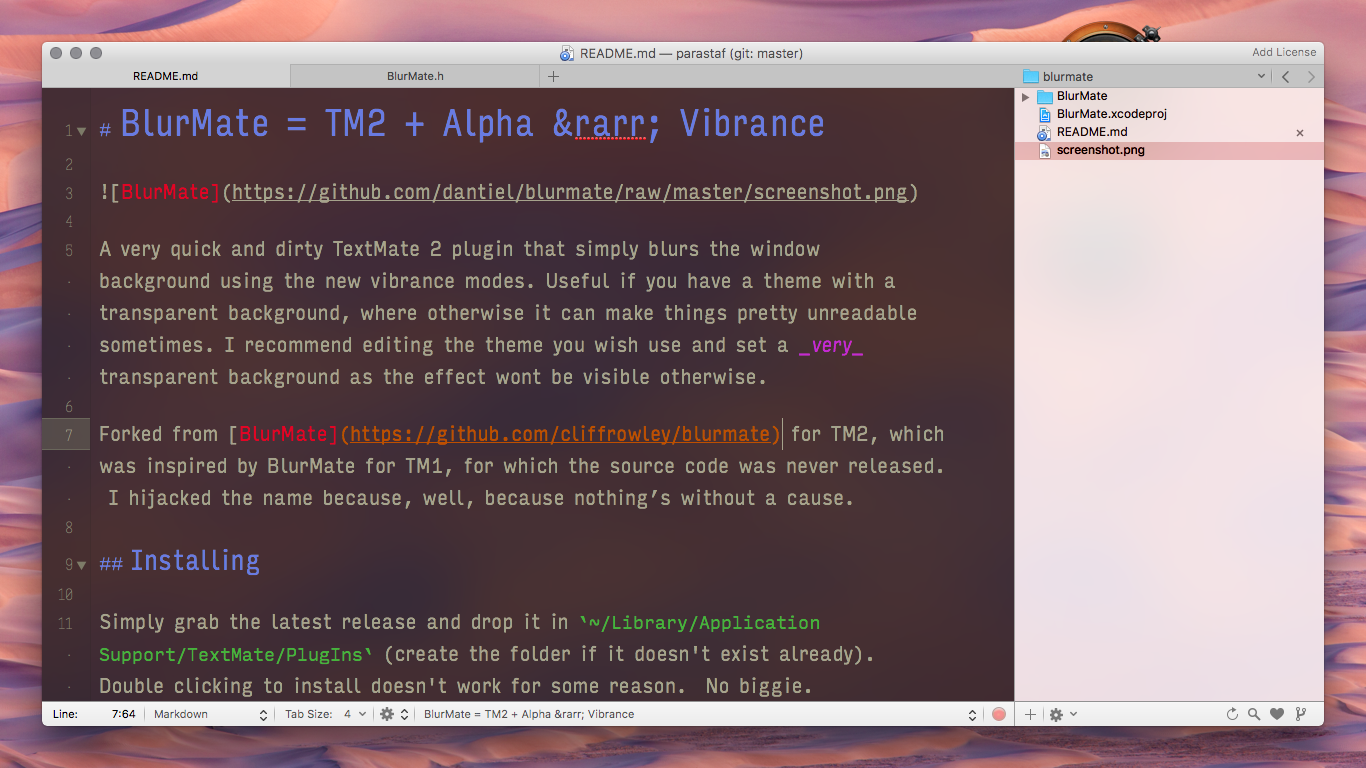 README.md — parastaf (git: master)
Add License
README.md
BlurMate.h
blurmate
1
# BlurMate = TM2 + Alpha &rarr; Vibrance
2
3
![BlurMate](https://github.com/dantiel/blurmate/raw/master/screenshot.png)
4
5
A very quick and dirty TextMate 2 plugin that simply blurs the window
background using the new vibrance modes. Useful if you have a theme with a
transparent background, where otherwise it can make things pretty unreadable
sometimes. I recommend editing the theme you wish use and set a _very_
transparent background as the effect wont be visible otherwise.
6
7
Forked from [BlurMate](https://github.com/cliffrowley/blurmate) for TM2, which
was inspired by BlurMate for TM1, for which the source code was never released.
I hijacked the name because, well, because nothing’s without a cause.
8
9
## Installing
10
11
Simply grab the latest release and drop it in `~/Library/Application
Support/TextMate/PlugIns` (create the folder if it doesn't exist already).
Double clicking to install doesn't work for some reason.  No biggie.
BlurMate
BlurMate.xcodeproj
README.md
screenshot.png
Line: 7:64
Markdown
Tab Size: 4
BlurMate = TM2 + Alpha &rarr; Vibrance